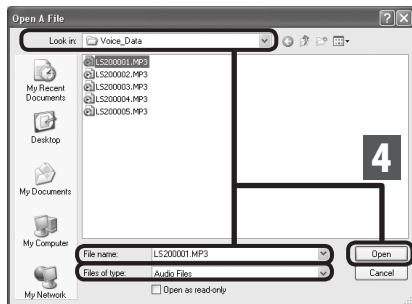 Open A File
Look in: Voice_Data
LS200001.MP3
LS200002.MP3
LS200003.MP3
LS200004.MP3
LS200005.MP3
My Recent
Documents
Desktop
My Documents
My Computer
My Network
4
File name: LS200001.MP3 Open
Files of type: Audio Files Cancel
Open as read-only